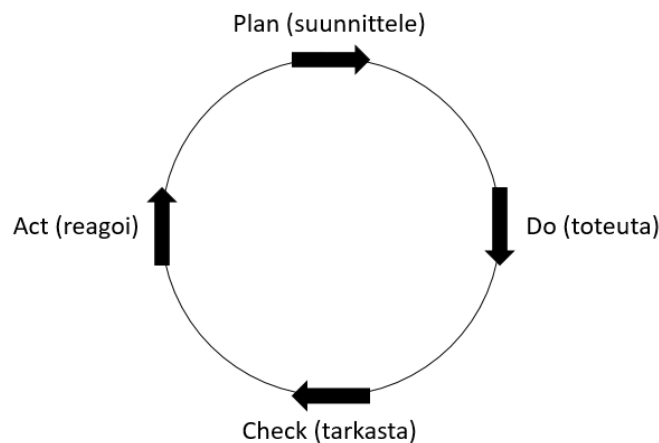 Plan (suunnittele)
Act (reagoi)
Do (toteuta)
Check (tarkasta)